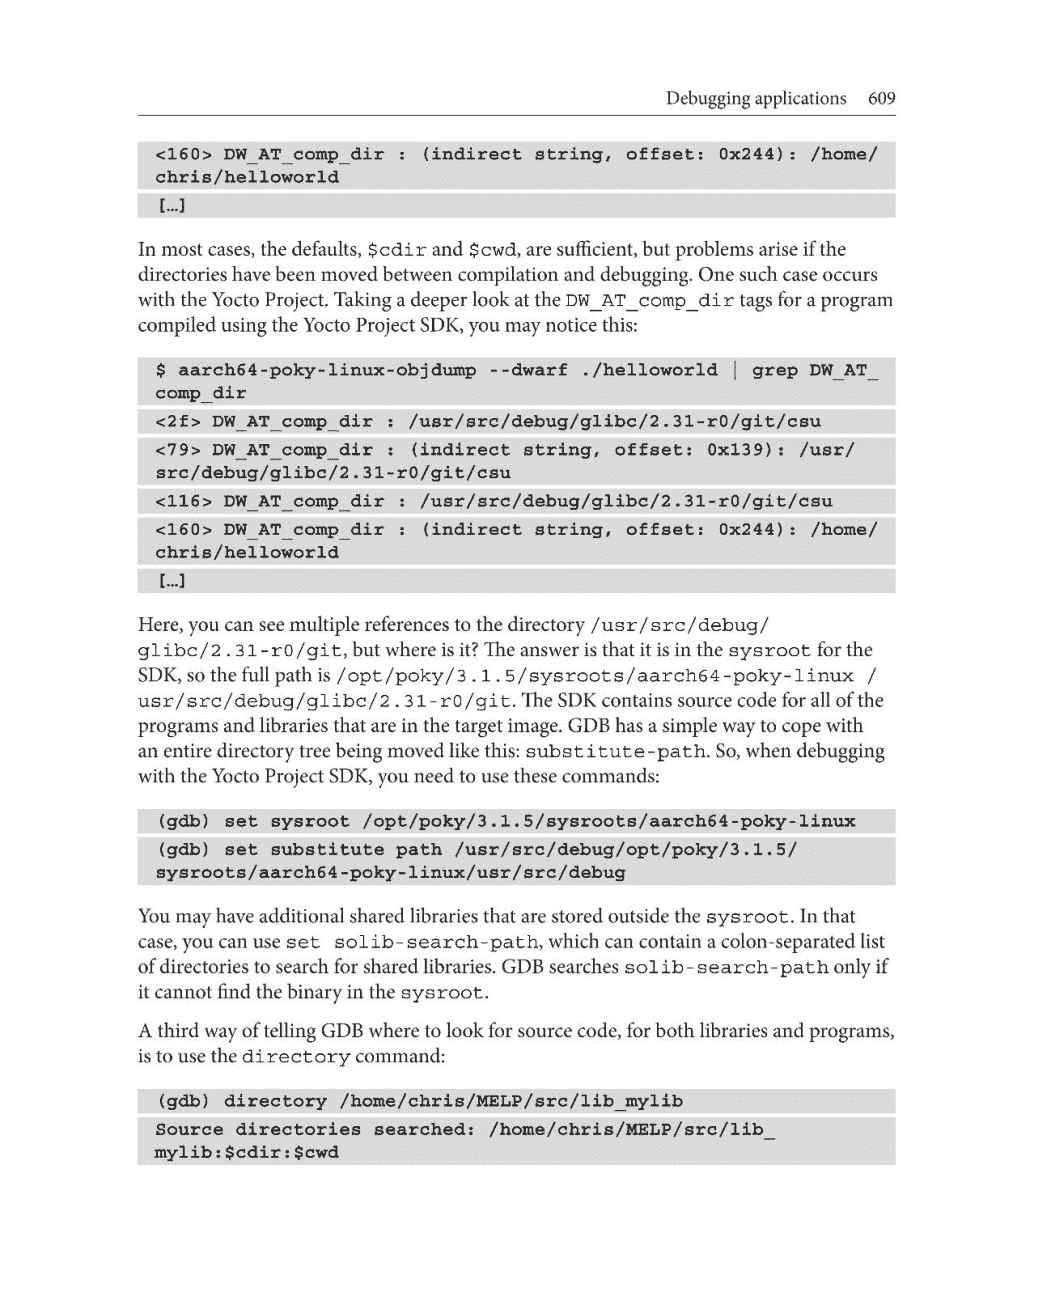 Debugging applications 609
<160> DW_AT_comp_dir : (indirect string, offset: 0x244): /home/
chris/helloworld
[…]
In most cases, the defaults, $cdir and $cwd, are sufficient, but problems arise if the
directories have been moved between compilation and debugging. One such case occurs
with the Yocto Project. Taking a deeper look at the DW_AT_comp_dir tags for a program
compiled using the Yocto Project SDK, you may notice this:
$ aarch64-poky-linux-objdump --dwarf ./helloworld | grep DW_AT_
comp_dir
<2f> DW_AT_comp_dir : /usr/src/debug/glibc/2.31-r0/git/csu
<79> DW_AT_comp_dir : (indirect string, offset: 0x139): /usr/
src/debug/glibc/2.31-r0/git/csu
<116> DW_AT_comp_dir : /usr/src/debug/glibc/2.31-r0/git/csu
<160> DW_AT_comp_dir : (indirect string, offset: 0x244): /home/
chris/helloworld
[…]
Here, you can see multiple references to the directory /usr/src/debug/
glibc/2.31-r0/git, but where is it? The answer is that it is in the sysroot for the
SDK, so the full path is /opt/poky/3.1.5/sysroots/aarch64-poky-linux /
usr/src/debug/glibc/2.31-r0/git. The SDK contains source code for all of the
programs and libraries that are in the target image. GDB has a simple way to cope with
an entire directory tree being moved like this: substitute-path. So, when debugging
with the Yocto Project SDK, you need to use these commands:
(gdb) set sysroot /opt/poky/3.1.5/sysroots/aarch64-poky-linux
(gdb) set substitute path /usr/src/debug/opt/poky/3.1.5/
sysroots/aarch64-poky-linux/usr/src/debug
You may have additional shared libraries that are stored outside the sysroot. In that
case, you can use set solib-search-path, which can contain a colon-separated list
of directories to search for shared libraries. GDB searches solib-search-path only if
it cannot find the binary in the sysroot.
A third way of telling GDB where to look for source code, for both libraries and programs,
is to use the directory command:
(gdb) directory /home/chris/MELP/src/lib_mylib
Source directories searched: /home/chris/MELP/src/lib_
mylib:$cdir:$cwd